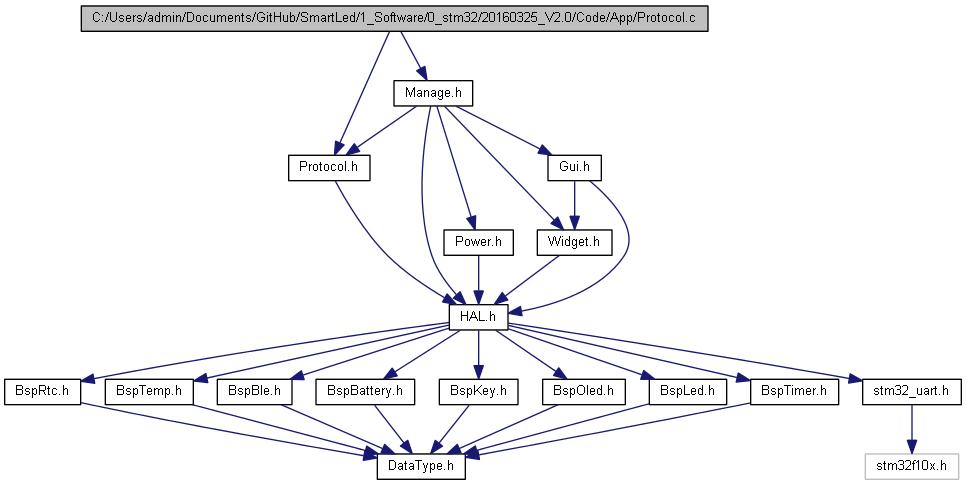 C:/Users/admin/Documents/GitHub/SmartLed/1_Software/0_stm32/20160325_V2.0/Code/App/Protocol.c
Manage.h
Protocol.h
Gui.h
Power.h
Widget.h
HAL.h
BspRtc.h
BspTemp.h
BspBle.h
BspBattery.h
BspKey.h
BspOled.h
BspLed.h
BspTimer.h
stm32_uart.h
DataType.h
stm32f10x.h